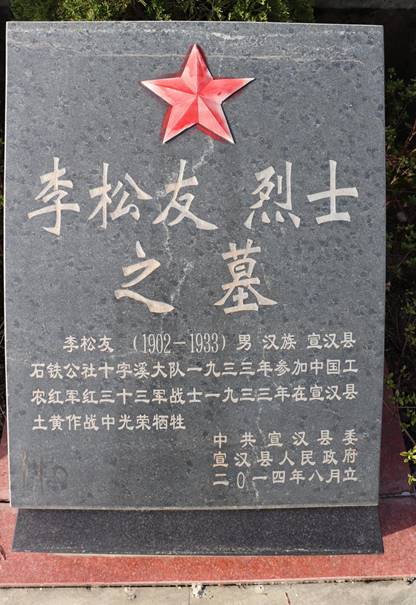 李松友 烈士
之 墓
李松友 （1902－1933）男 汉族 宣汉县
石铁公社十字溪大队一九三三年参加中国工
农红军红三十三军战士一九三三年在宣汉县
土黄作战中光荣牺牲
中共宣汉县委
宣汉县人民政府
二〇一四年八月立